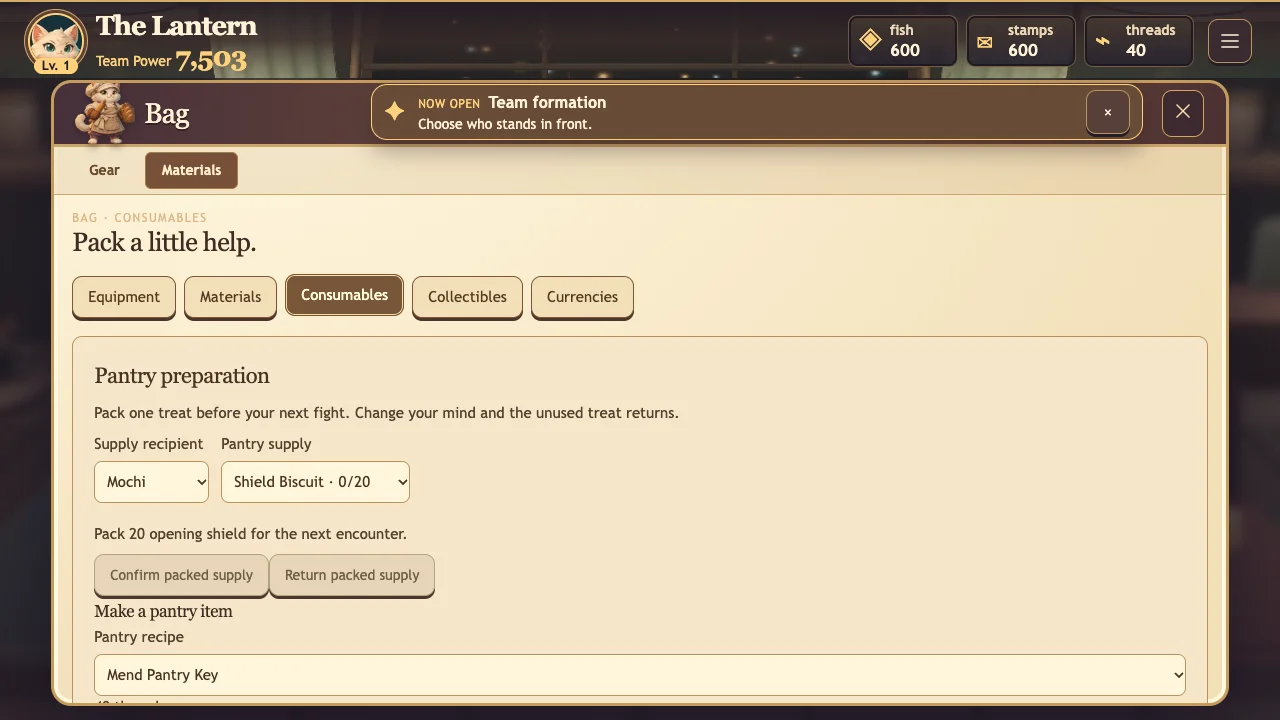 The Lantern
Lv. 1
Team Power 7,503
fish
600
stamps
600
threads
40
Bag
NOW OPEN Team formation
Choose who stands in front.
×
Gear
Materials
BAG · CONSUMABLES
Pack a little help.
Equipment
Materials
Consumables
Collectibles
Currencies
Pantry preparation
Pack one treat before your next fight. Change your mind and the unused treat returns.
Supply recipient
Pantry supply
Mochi
Shield Biscuit · 0/20
Pack 20 opening shield for the next encounter.
Confirm packed supply
Return packed supply
Make a pantry item
Pantry recipe
Mend Pantry Key